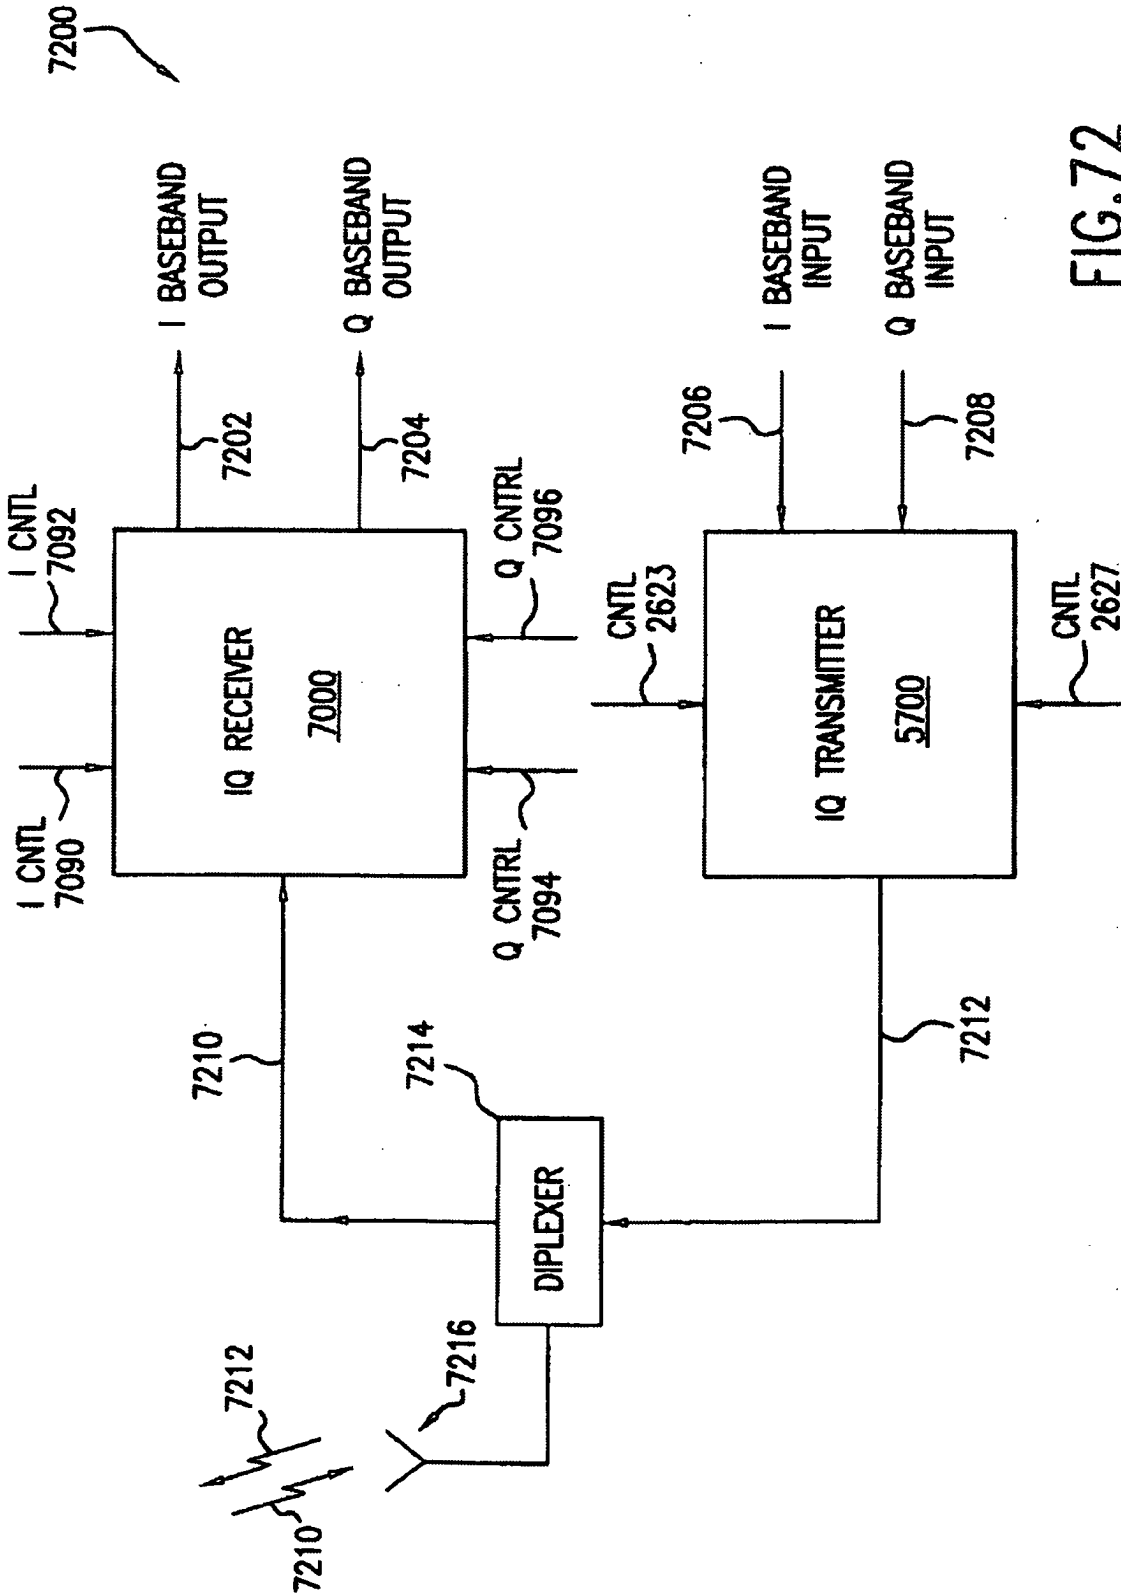 7200
I CNTL
7090
I CNTL
7092
IQ RECEIVER
7000
7202
I BASEBAND
OUTPUT
7204
Q BASEBAND
OUTPUT
Q CNTRL
7094
Q CNTRL
7096
7210
7212
7210
7216
7214
DIPLEXER
7212
CNTL
2623
IQ TRANSMITTER
5700
CNTL
2627
7206
I BASEBAND
INPUT
7208
Q BASEBAND
INPUT
FIG.72